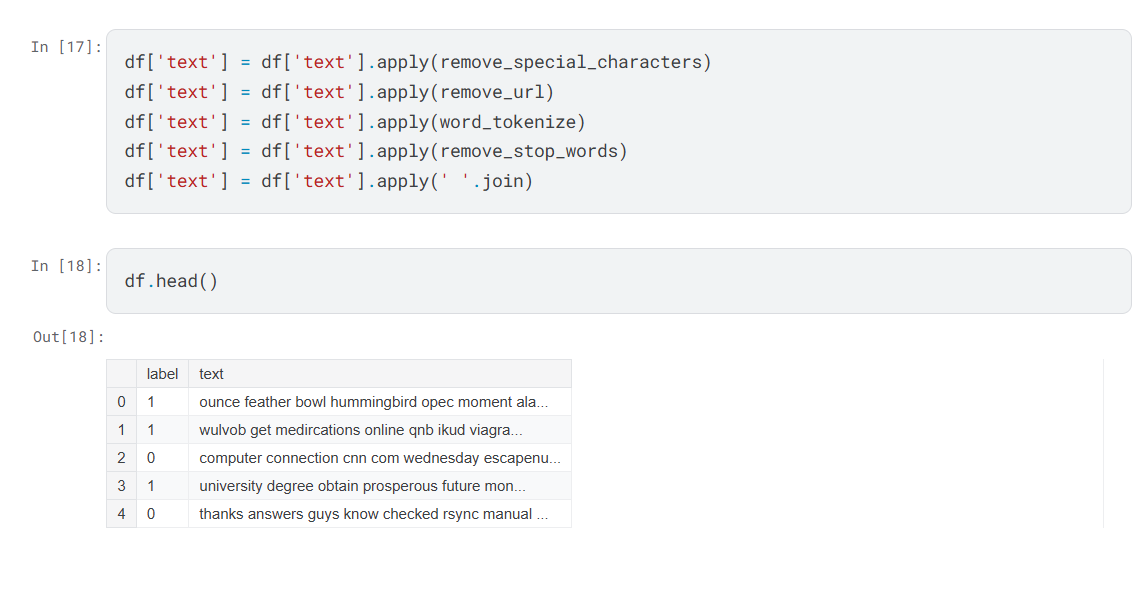 In [17]:
df['text'] = df['text'].apply(remove_special_characters)
df['text'] = df['text'].apply(remove_url)
df['text'] = df['text'].apply(word_tokenize)
df['text'] = df['text'].apply(remove_stop_words)
df['text'] = df['text'].apply(' '.join)
In [18]:
df.head()
Out[18]:
label text
0 1 ounce feather bowl hummingbird opec moment ala...
1 1 wulvob get medircations online qnb ikud viagra...
2 0 computer connection cnn com wednesday escapenu...
3 1 university degree obtain prosperous future mon...
4 0 thanks answers guys know checked rsync manual ...